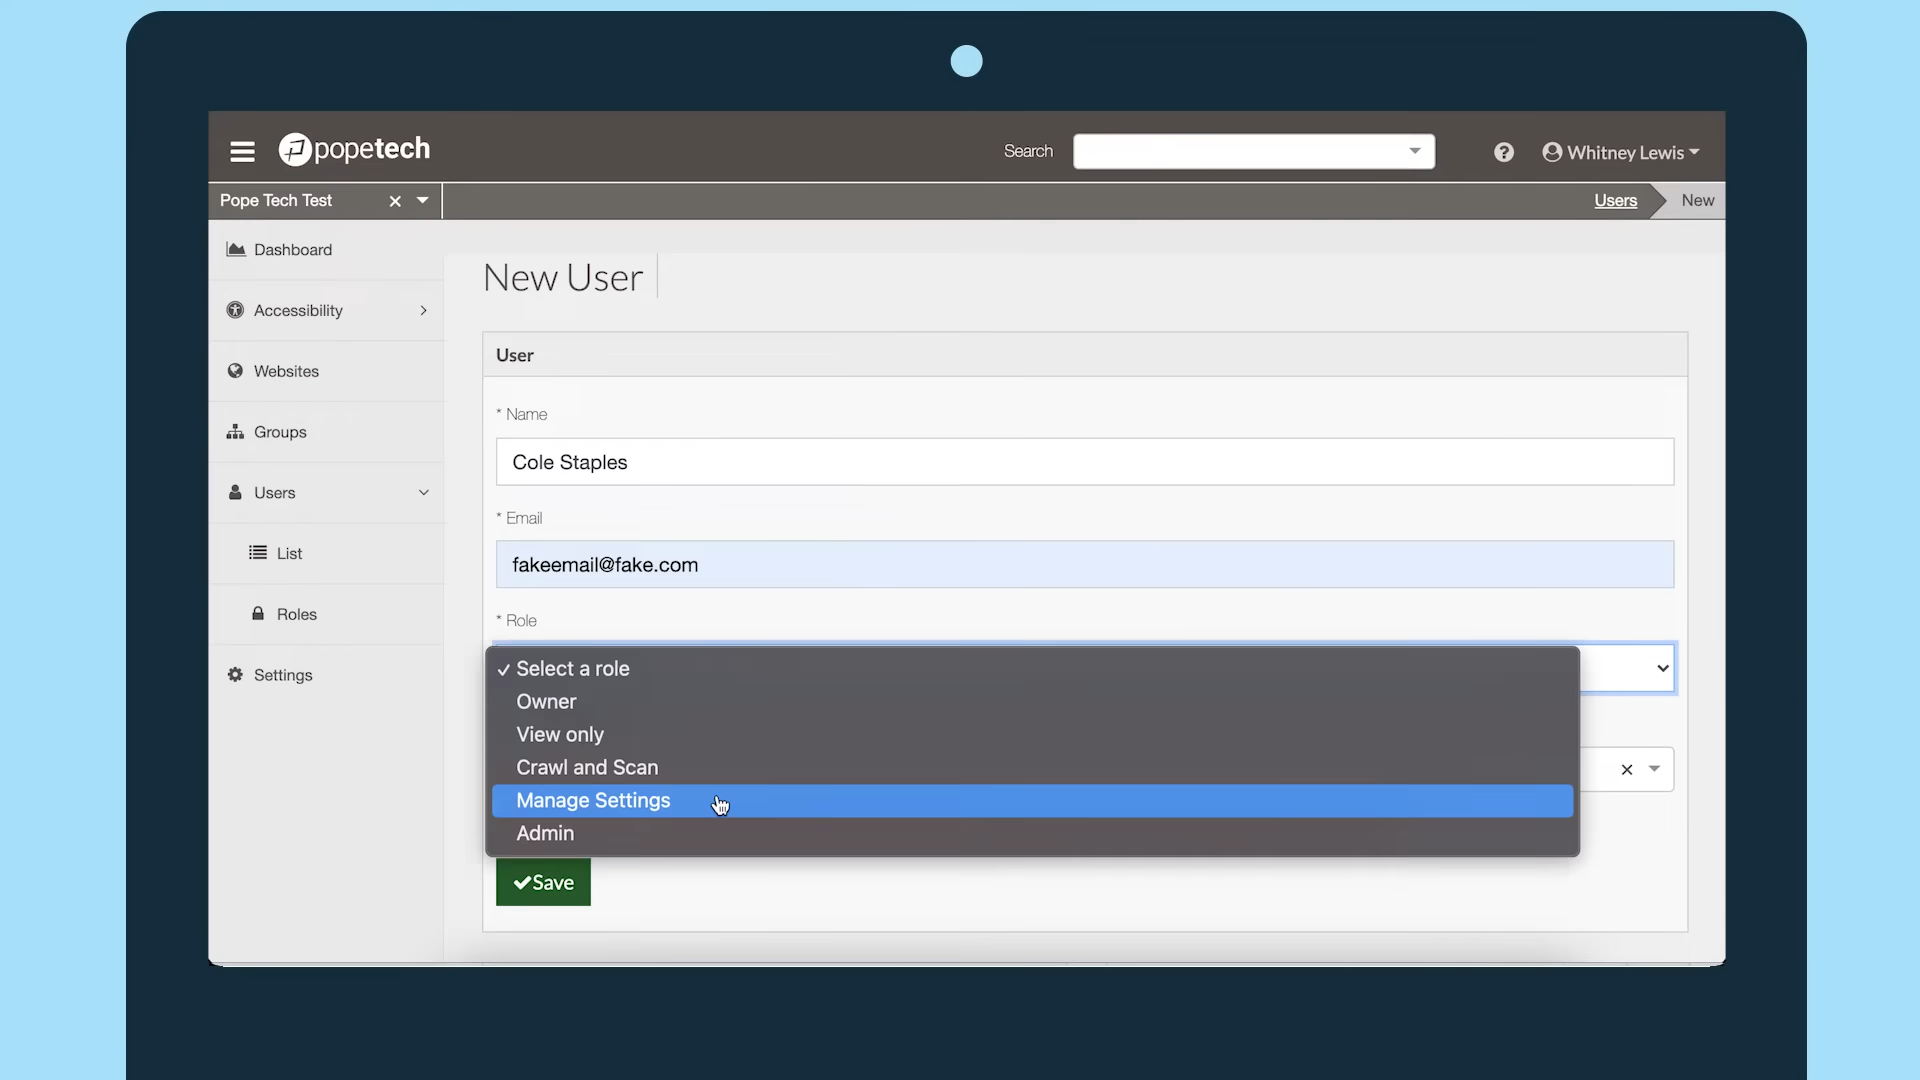 popetech
Search
Whitney Lewis
Pope Tech Test
Users
New
Dashboard
Accessibility
Websites
Groups
Users
List
Roles
Settings
New User
User
* Name
Cole Staples
* Email
fakeemail@fake.com
* Role
✓ Select a role
Owner
View only
Crawl and Scan
Manage Settings
Admin
Save